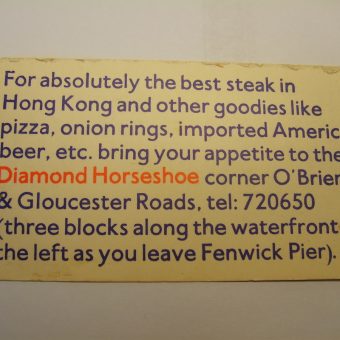 For absolutely the best steak in
Hong Kong and other goodies like
pizza, onion rings, imported Americ
beer, etc. bring your appetite to the
Diamond Horseshoe corner O'Brien
& Gloucester Roads, tel: 720650
(three blocks along the waterfront
the left as you leave Fenwick Pier).